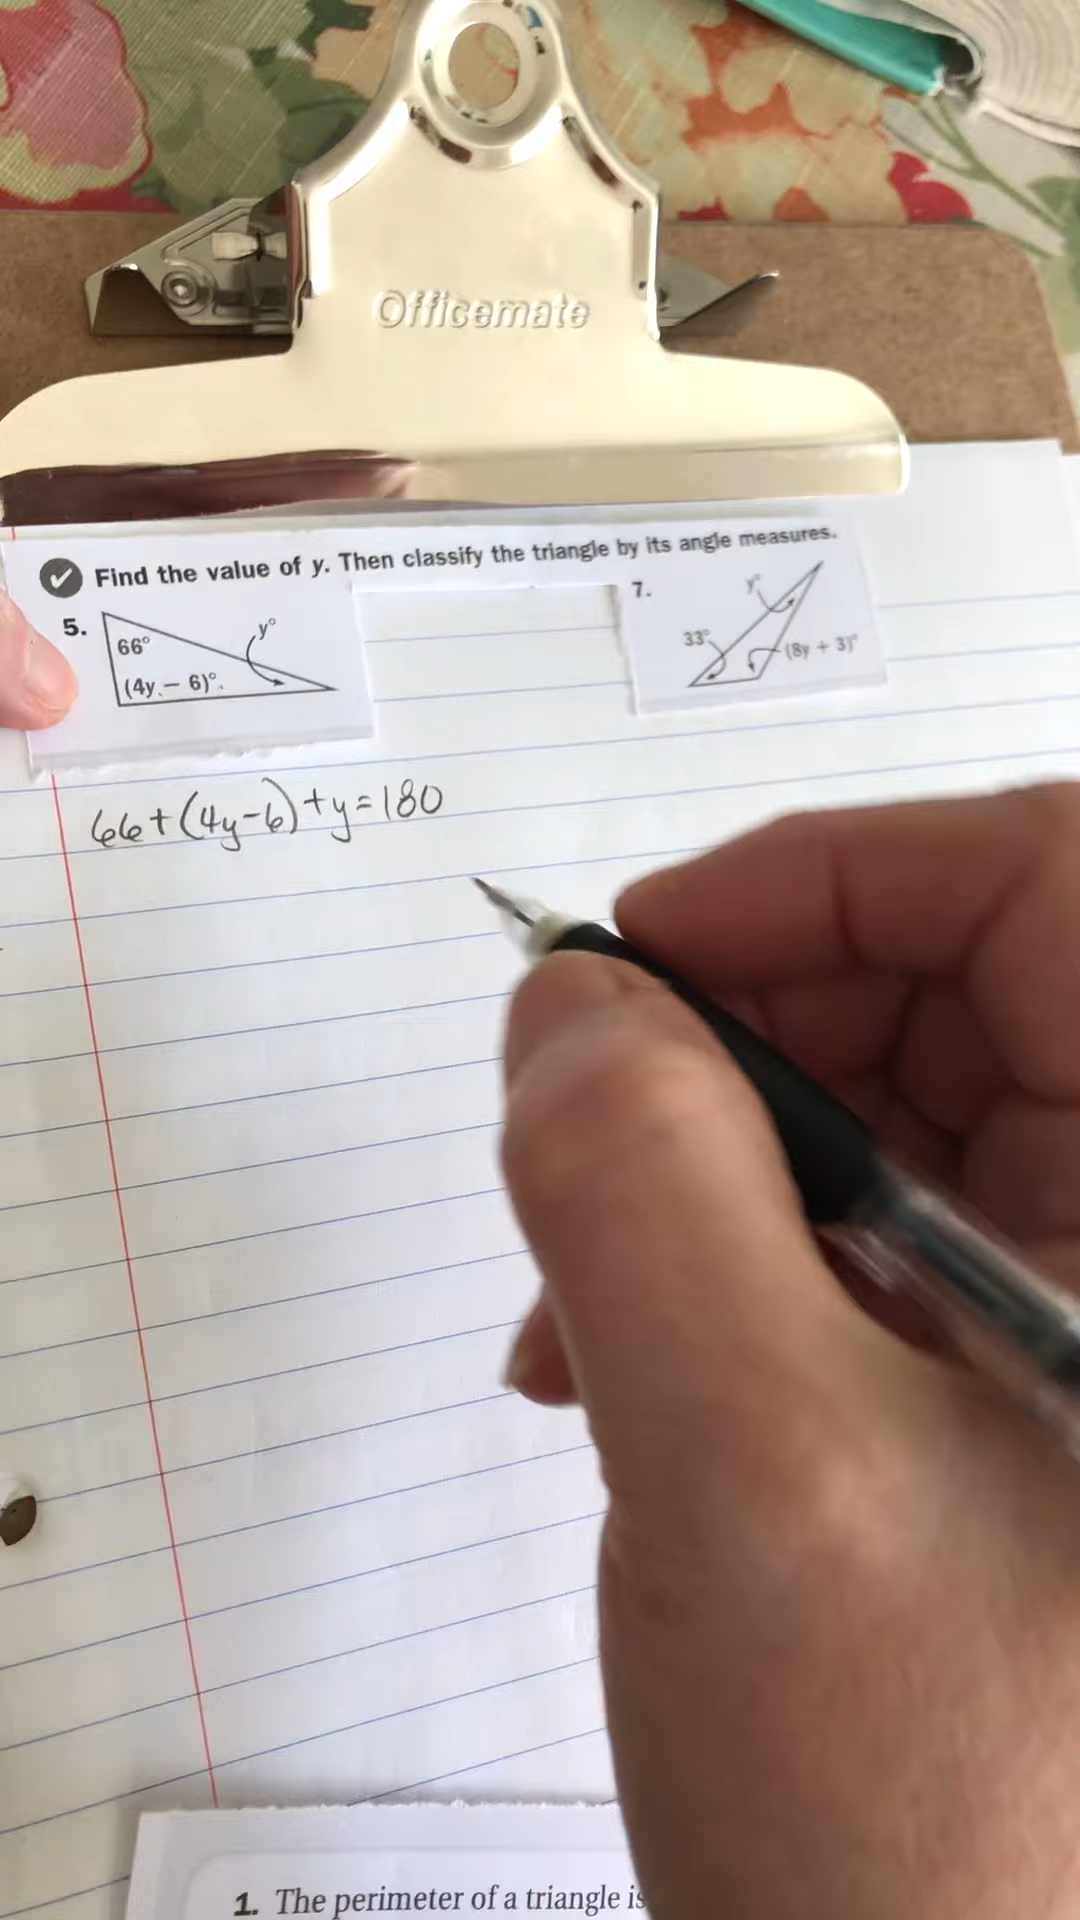 Officemate
Find the value of y. Then classify the triangle by its angle measures.
5.
66°
y°
(4y - 6)°
7.
y°
33°
(8y + 3)°
66+(4y-6)+y=180
1. The perimeter of a triangle is